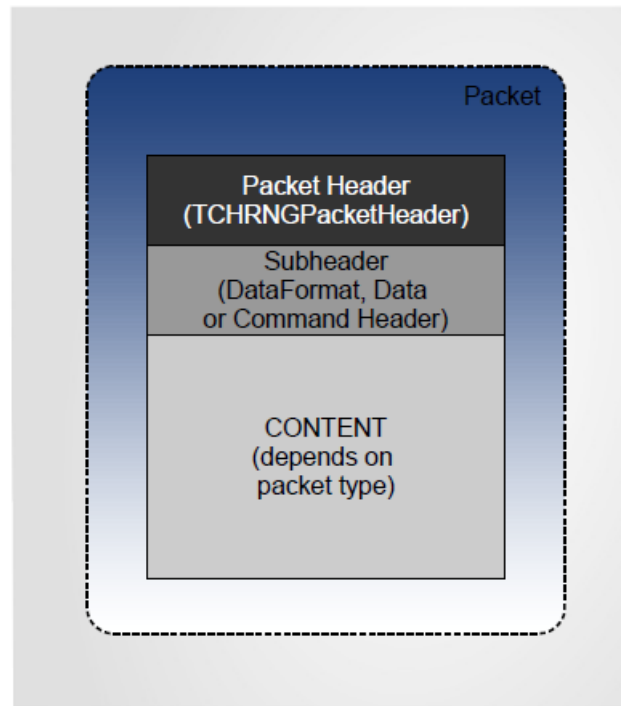 Packet
Packet Header
(TCHRNGPacketHeader)
Subheader
(DataFormat, Data
or Command Header)
CONTENT
(depends on
packet type)